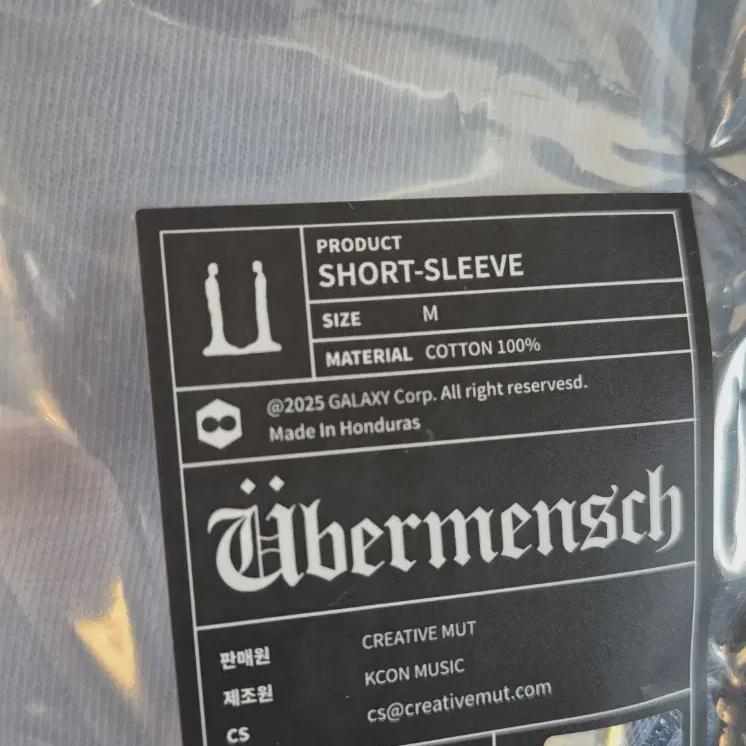 PRODUCT
SHORT-SLEEVE
SIZE M
MATERIAL COTTON 100%
@2025 GALAXY Corp. All right reservesd.
Made In Honduras
Übermensch
판매원 CREATIVE MUT
제조원 KCON MUSIC
CS cs@creativemut.com